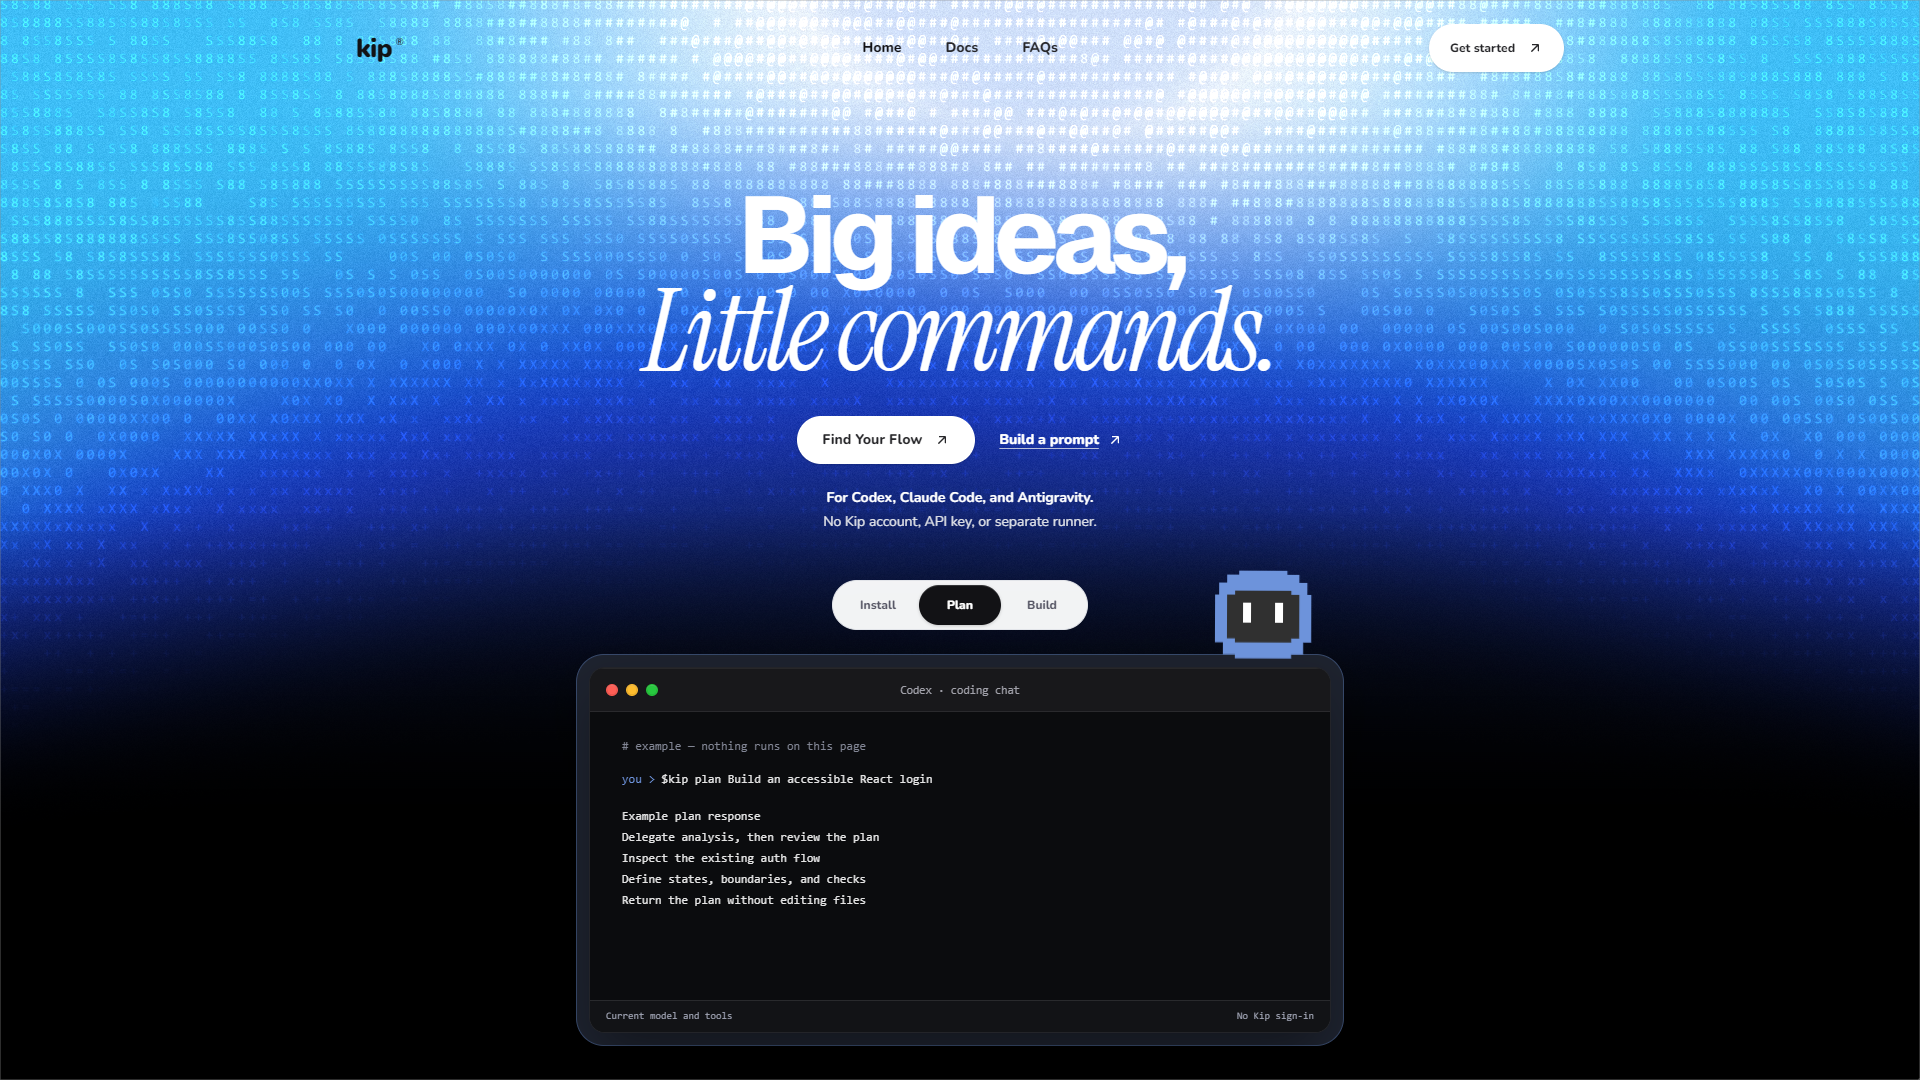 kip ®
Home
Docs
FAQs
Get started
Big ideas,
Little commands.
Find Your Flow
Build a prompt
For Codex, Claude Code, and Antigravity.
No Kip account, API key, or separate runner.
Install
Plan
Build
Codex · coding chat
# example — nothing runs on this page
you > $kip plan Build an accessible React login
Example plan response
Delegate analysis, then review the plan
Inspect the existing auth flow
Define states, boundaries, and checks
Return the plan without editing files
Current model and tools
No Kip sign-in